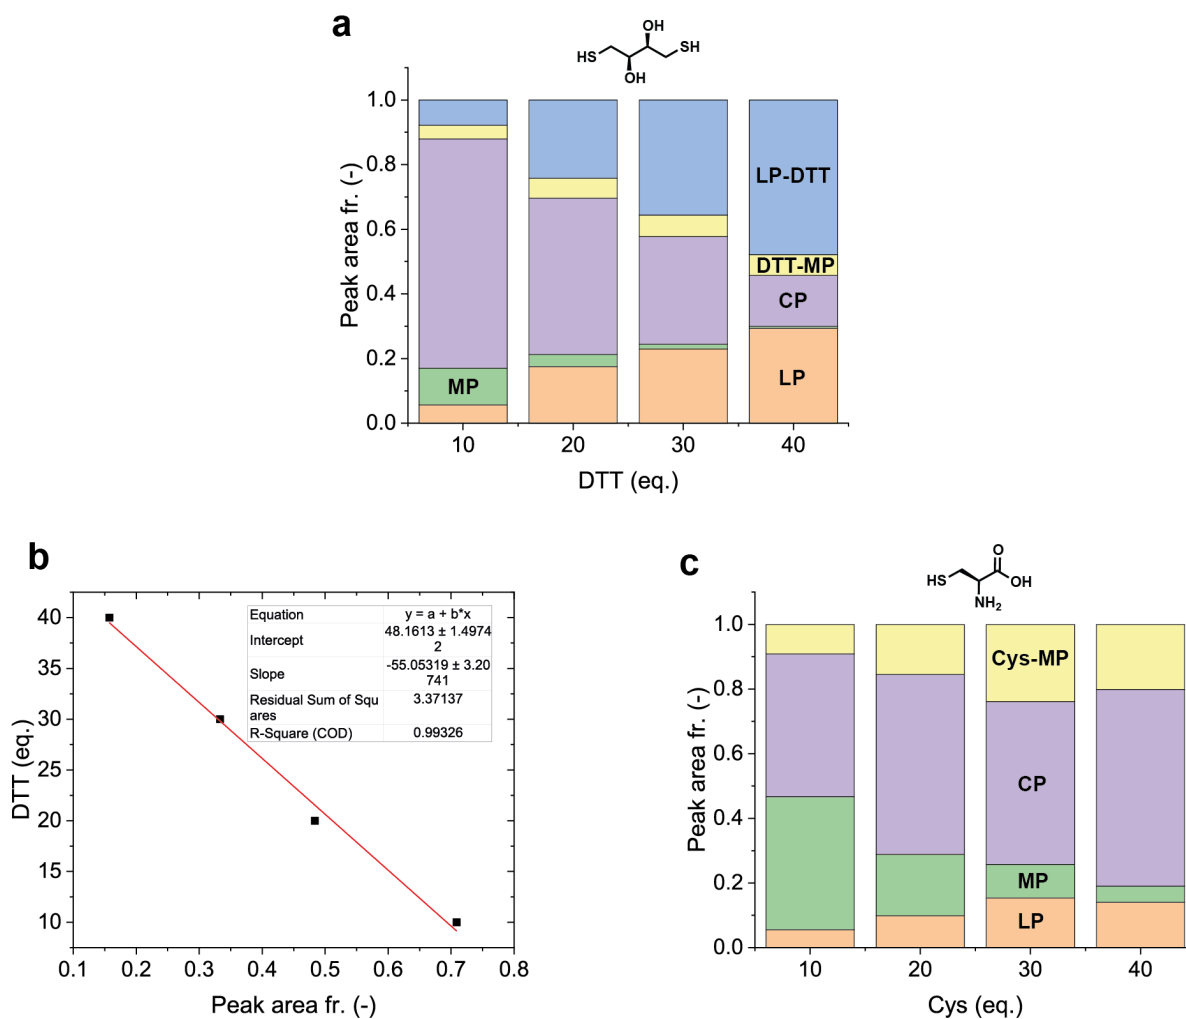 a
OH
HS
SH
OH
1.0
0.8
0.6
0.4
0.2
0.0
Peak area fr. (-)
LP-DTT
DTT-MP
CP
MP
LP
10 20 30 40
DTT (eq.)
b
40
35
30
25
20
15
10
DTT (eq.)
Equation y = a + b*x
Intercept 48.1613 ± 1.4974
2
Slope -55.05319 ± 3.20
741
Residual Sum of Squ
ares
3.37137
R-Square (COD) 0.99326
0.1 0.2 0.3 0.4 0.5 0.6 0.7 0.8
Peak area fr. (-)
c
O
HS
OH
NH2
1.0
0.8
0.6
0.4
0.2
0.0
Peak area fr. (-)
Cys-MP
CP
MP
LP
10 20 30 40
Cys (eq.)